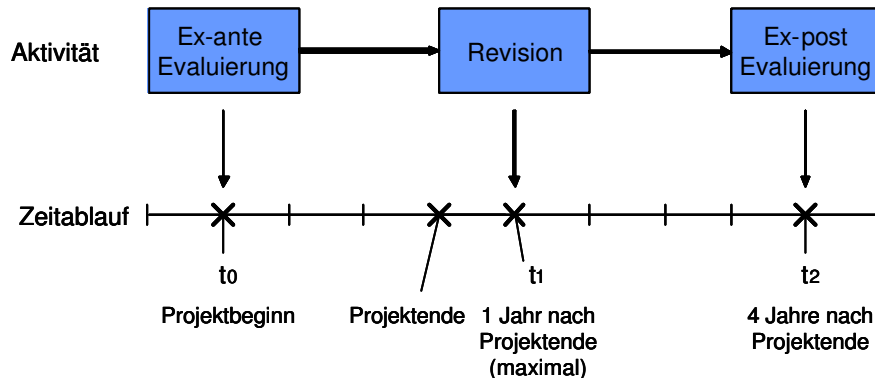 Aktivität
Ex-ante
Evaluierung
Revision
Ex-post
Evaluierung
Zeitablauf
t0
t1
t2
Projektbeginn
Projektende
1 Jahr nach
Projektende
(maximal)
4 Jahre nach
Projektende